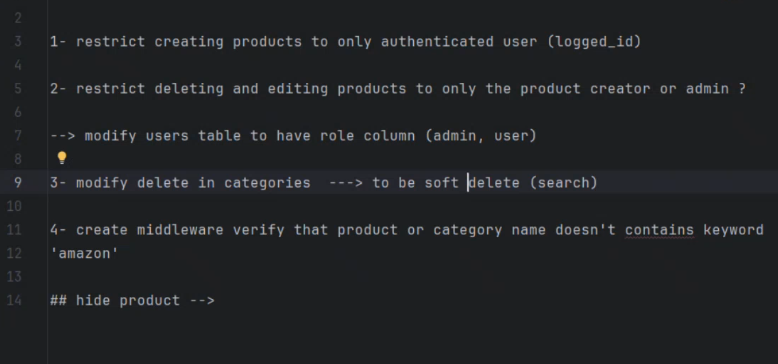 2
3 1- restrict creating products to only authenticated user (logged_id)
4
5 2- restrict deleting and editing products to only the product creator or admin ?
6
7 --> modify users table to have role column (admin, user)
8
9 3- modify delete in categories ---> to be soft delete (search)
10
11 4- create middleware verify that product or category name doesn't contains keyword
12 'amazon'
13
14 ## hide product -->